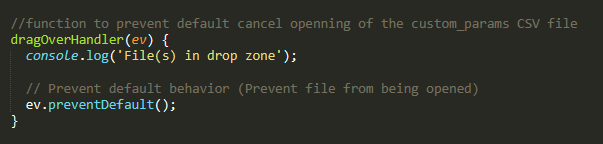 //function to prevent default cancel openning of the custom_params CSV file
dragOverHandler(ev) {
console.log('File(s) in drop zone');
// Prevent default behavior (Prevent file from being opened)
ev.preventDefault();
}